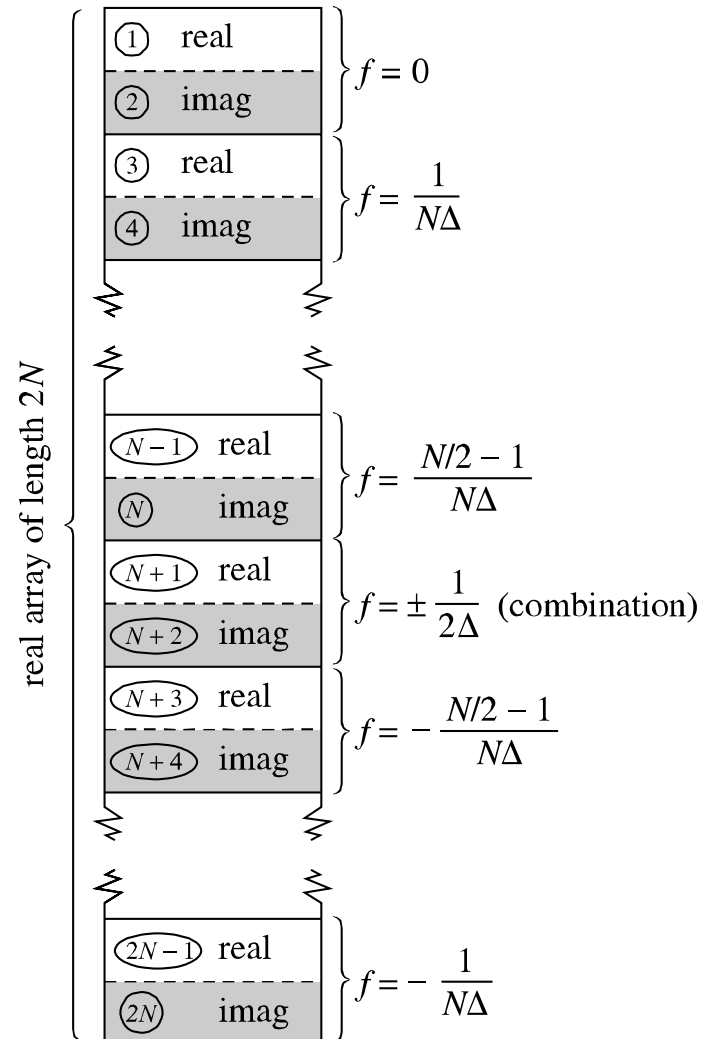 real array of length 2N
1 real
2 imag
f = 0
3 real
4 imag
f = 1/NΔ
N − 1 real
N imag
f = N/2 − 1/NΔ
N + 1 real
N + 2 imag
f = ± 1/2Δ (combination)
N + 3 real
N + 4 imag
f = − N/2 − 1/NΔ
2N − 1 real
2N imag
f = − 1/NΔ